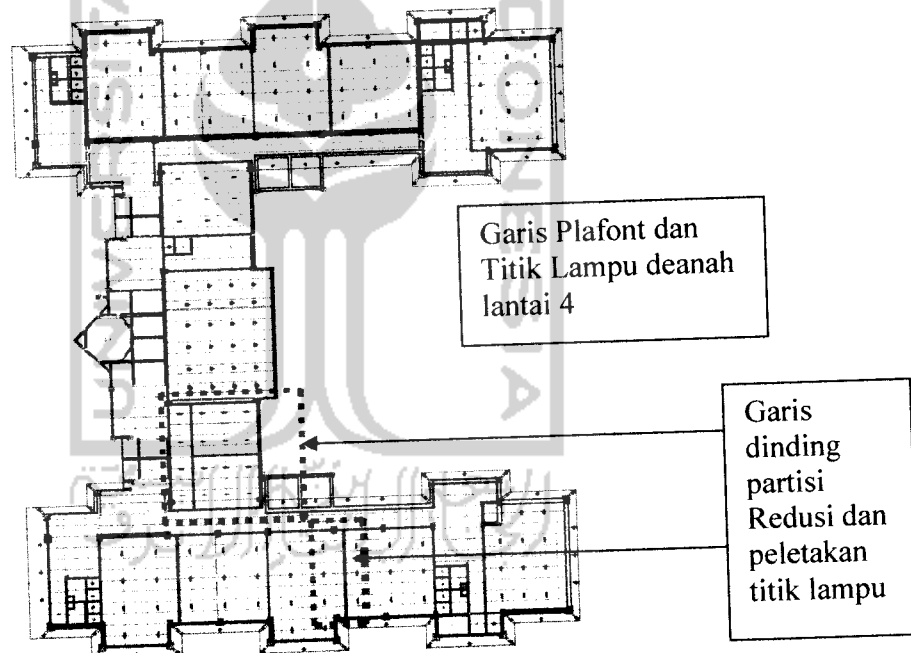 Garis Plafont dan
Titik Lampu deanah
lantai 4
Garis
dinding
partisi
Redusi dan
peletakan
titik lampu